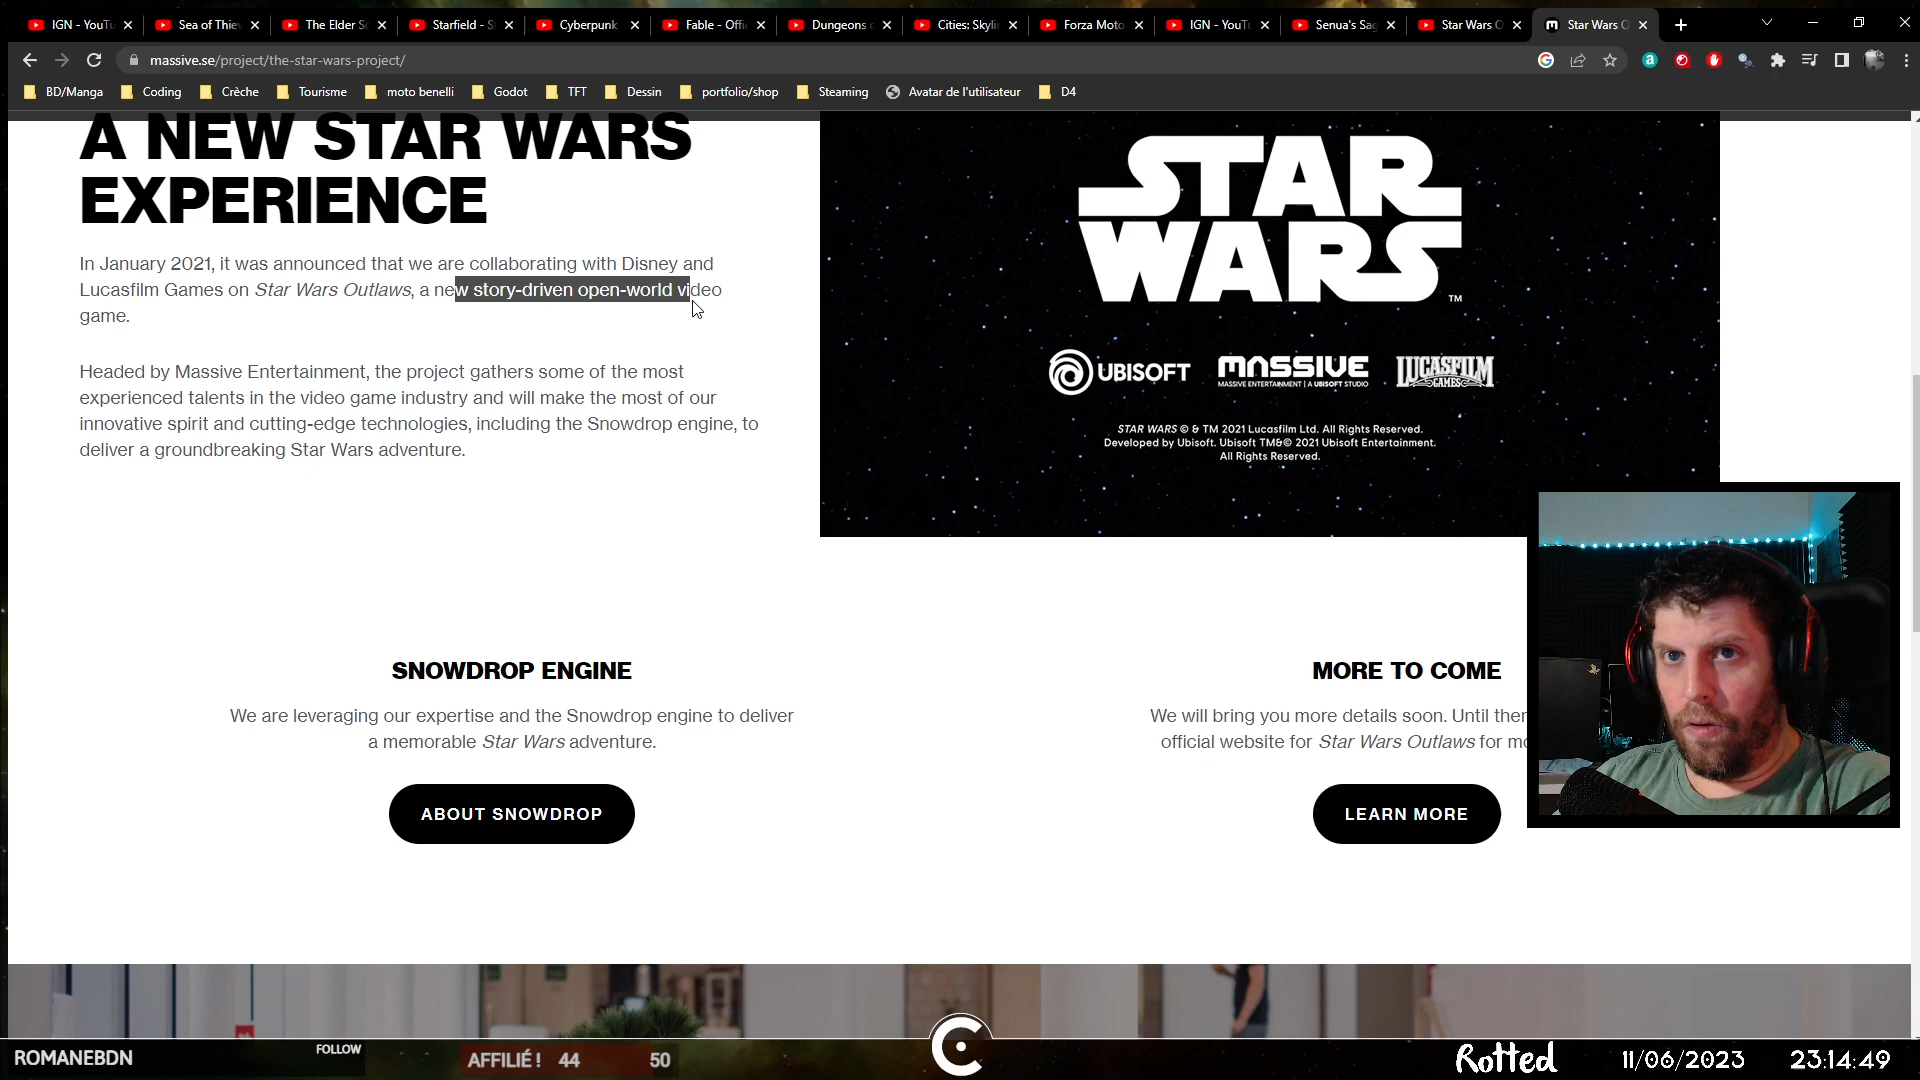 IGN - YouTu
Sea of Thiev
The Elder Sc
Starfield - S
Cyberpunk
Fable - Offi
Dungeons
Cities: Skyli
Forza Moto
IGN - YouTu
Senua's Sag
Star Wars O
Star Wars O
massive.se/project/the-star-wars-project/
BD/Manga
Coding
Crèche
Tourisme
moto benelli
Godot
TFT
Dessin
portfolio/shop
Steaming
Avatar de l'utilisateur
D4
A NEW STAR WARS
EXPERIENCE
In January 2021, it was announced that we are collaborating with Disney and
Lucasfilm Games on Star Wars Outlaws, a new story-driven open-world video
game.
Headed by Massive Entertainment, the project gathers some of the most
experienced talents in the video game industry and will make the most of our
innovative spirit and cutting-edge technologies, including the Snowdrop engine, to
deliver a groundbreaking Star Wars adventure.
STAR
WARS
TM
UBISOFT
MASSIVE
MASSIVE ENTERTAINMENT | A UBISOFT STUDIO
LUCASFILM
GAMES
STAR WARS © & TM 2021 Lucasfilm Ltd. All Rights Reserved.
Developed by Ubisoft. Ubisoft TM&© 2021 Ubisoft Entertainment.
All Rights Reserved.
SNOWDROP ENGINE
We are leveraging our expertise and the Snowdrop engine to deliver
a memorable Star Wars adventure.
ABOUT SNOWDROP
MORE TO COME
We will bring you more details soon. Until then
official website for Star Wars Outlaws for mo
LEARN MORE
ROMANEBDN
FOLLOW
AFFILIÉ !
44
50
Rotted
11/06/2023
23:14:49